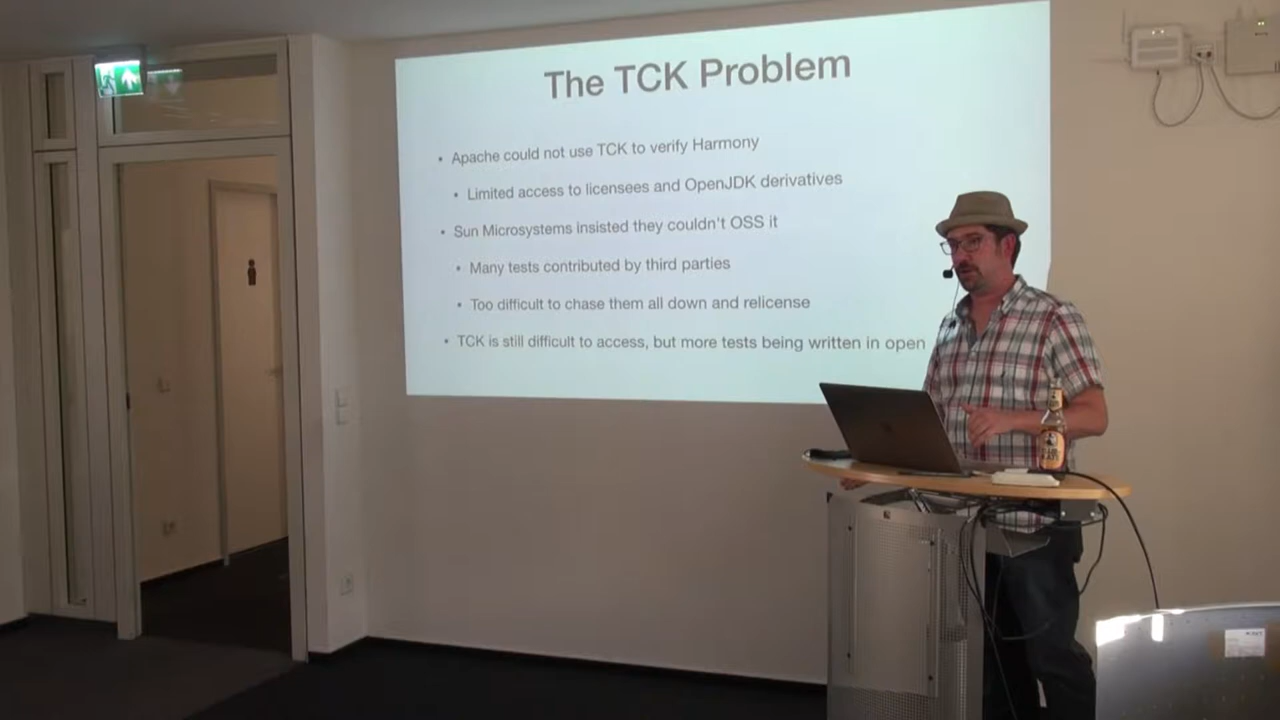 The TCK Problem
• Apache could not use TCK to verify Harmony
• Limited access to licensees and OpenJDK derivatives
• Sun Microsystems insisted they couldn't OSS it
• Many tests contributed by third parties
• Too difficult to chase them all down and relicense
• TCK is still difficult to access, but more tests being written in open